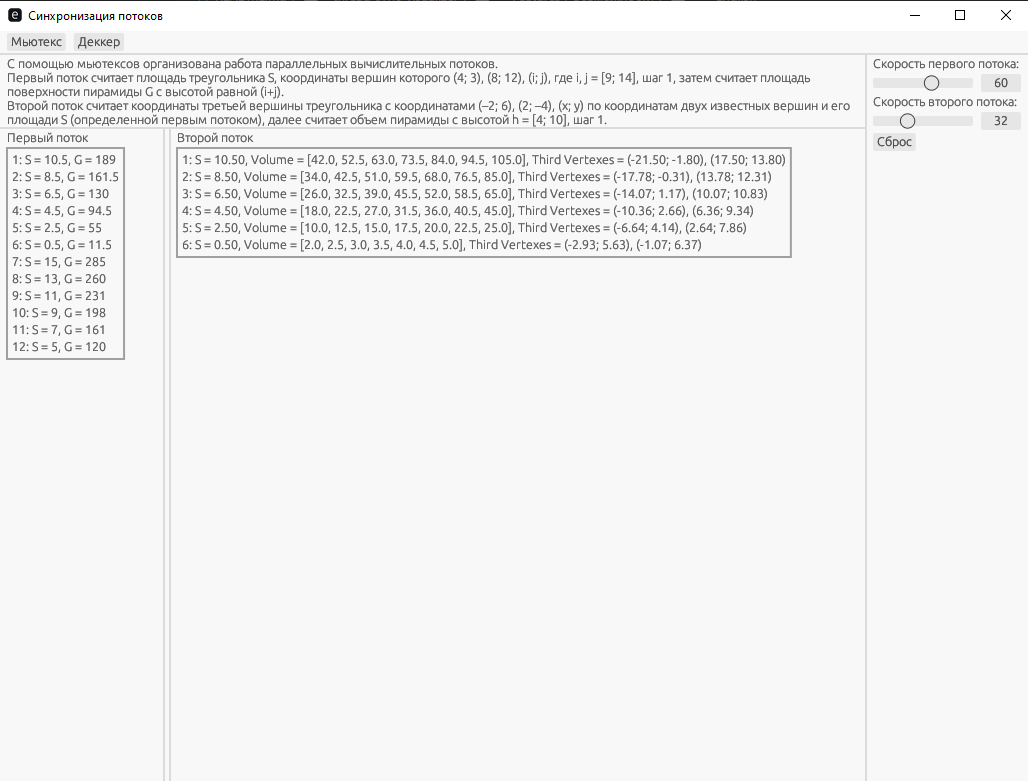 e Синхронизация потоков
Мьютекс Деккер
С помощью мьютексов организована работа параллельных вычислительных потоков.
Первый поток считает площадь треугольника S, координаты вершин которого (4; 3), (8; 12), (i; j), где i, j = [9; 14], шаг 1, затем считает площадь
поверхности пирамиды G с высотой равной (i+j).
Второй поток считает координаты третьей вершины треугольника с координатами (–2; 6), (2; –4), (x; y) по координатам двух известных вершин и его
площади S (определенной первым потоком), далее считает объем пирамиды с высотой h = [4; 10], шаг 1.
Скорость первого потока:
60
Скорость второго потока:
32
Сброс
Первый поток
1: S = 10.5, G = 189
2: S = 8.5, G = 161.5
3: S = 6.5, G = 130
4: S = 4.5, G = 94.5
5: S = 2.5, G = 55
6: S = 0.5, G = 11.5
7: S = 15, G = 285
8: S = 13, G = 260
9: S = 11, G = 231
10: S = 9, G = 198
11: S = 7, G = 161
12: S = 5, G = 120
Второй поток
1: S = 10.50, Volume = [42.0, 52.5, 63.0, 73.5, 84.0, 94.5, 105.0], Third Vertexes = (-21.50; -1.80), (17.50; 13.80)
2: S = 8.50, Volume = [34.0, 42.5, 51.0, 59.5, 68.0, 76.5, 85.0], Third Vertexes = (-17.78; -0.31), (13.78; 12.31)
3: S = 6.50, Volume = [26.0, 32.5, 39.0, 45.5, 52.0, 58.5, 65.0], Third Vertexes = (-14.07; 1.17), (10.07; 10.83)
4: S = 4.50, Volume = [18.0, 22.5, 27.0, 31.5, 36.0, 40.5, 45.0], Third Vertexes = (-10.36; 2.66), (6.36; 9.34)
5: S = 2.50, Volume = [10.0, 12.5, 15.0, 17.5, 20.0, 22.5, 25.0], Third Vertexes = (-6.64; 4.14), (2.64; 7.86)
6: S = 0.50, Volume = [2.0, 2.5, 3.0, 3.5, 4.0, 4.5, 5.0], Third Vertexes = (-2.93; 5.63), (-1.07; 6.37)